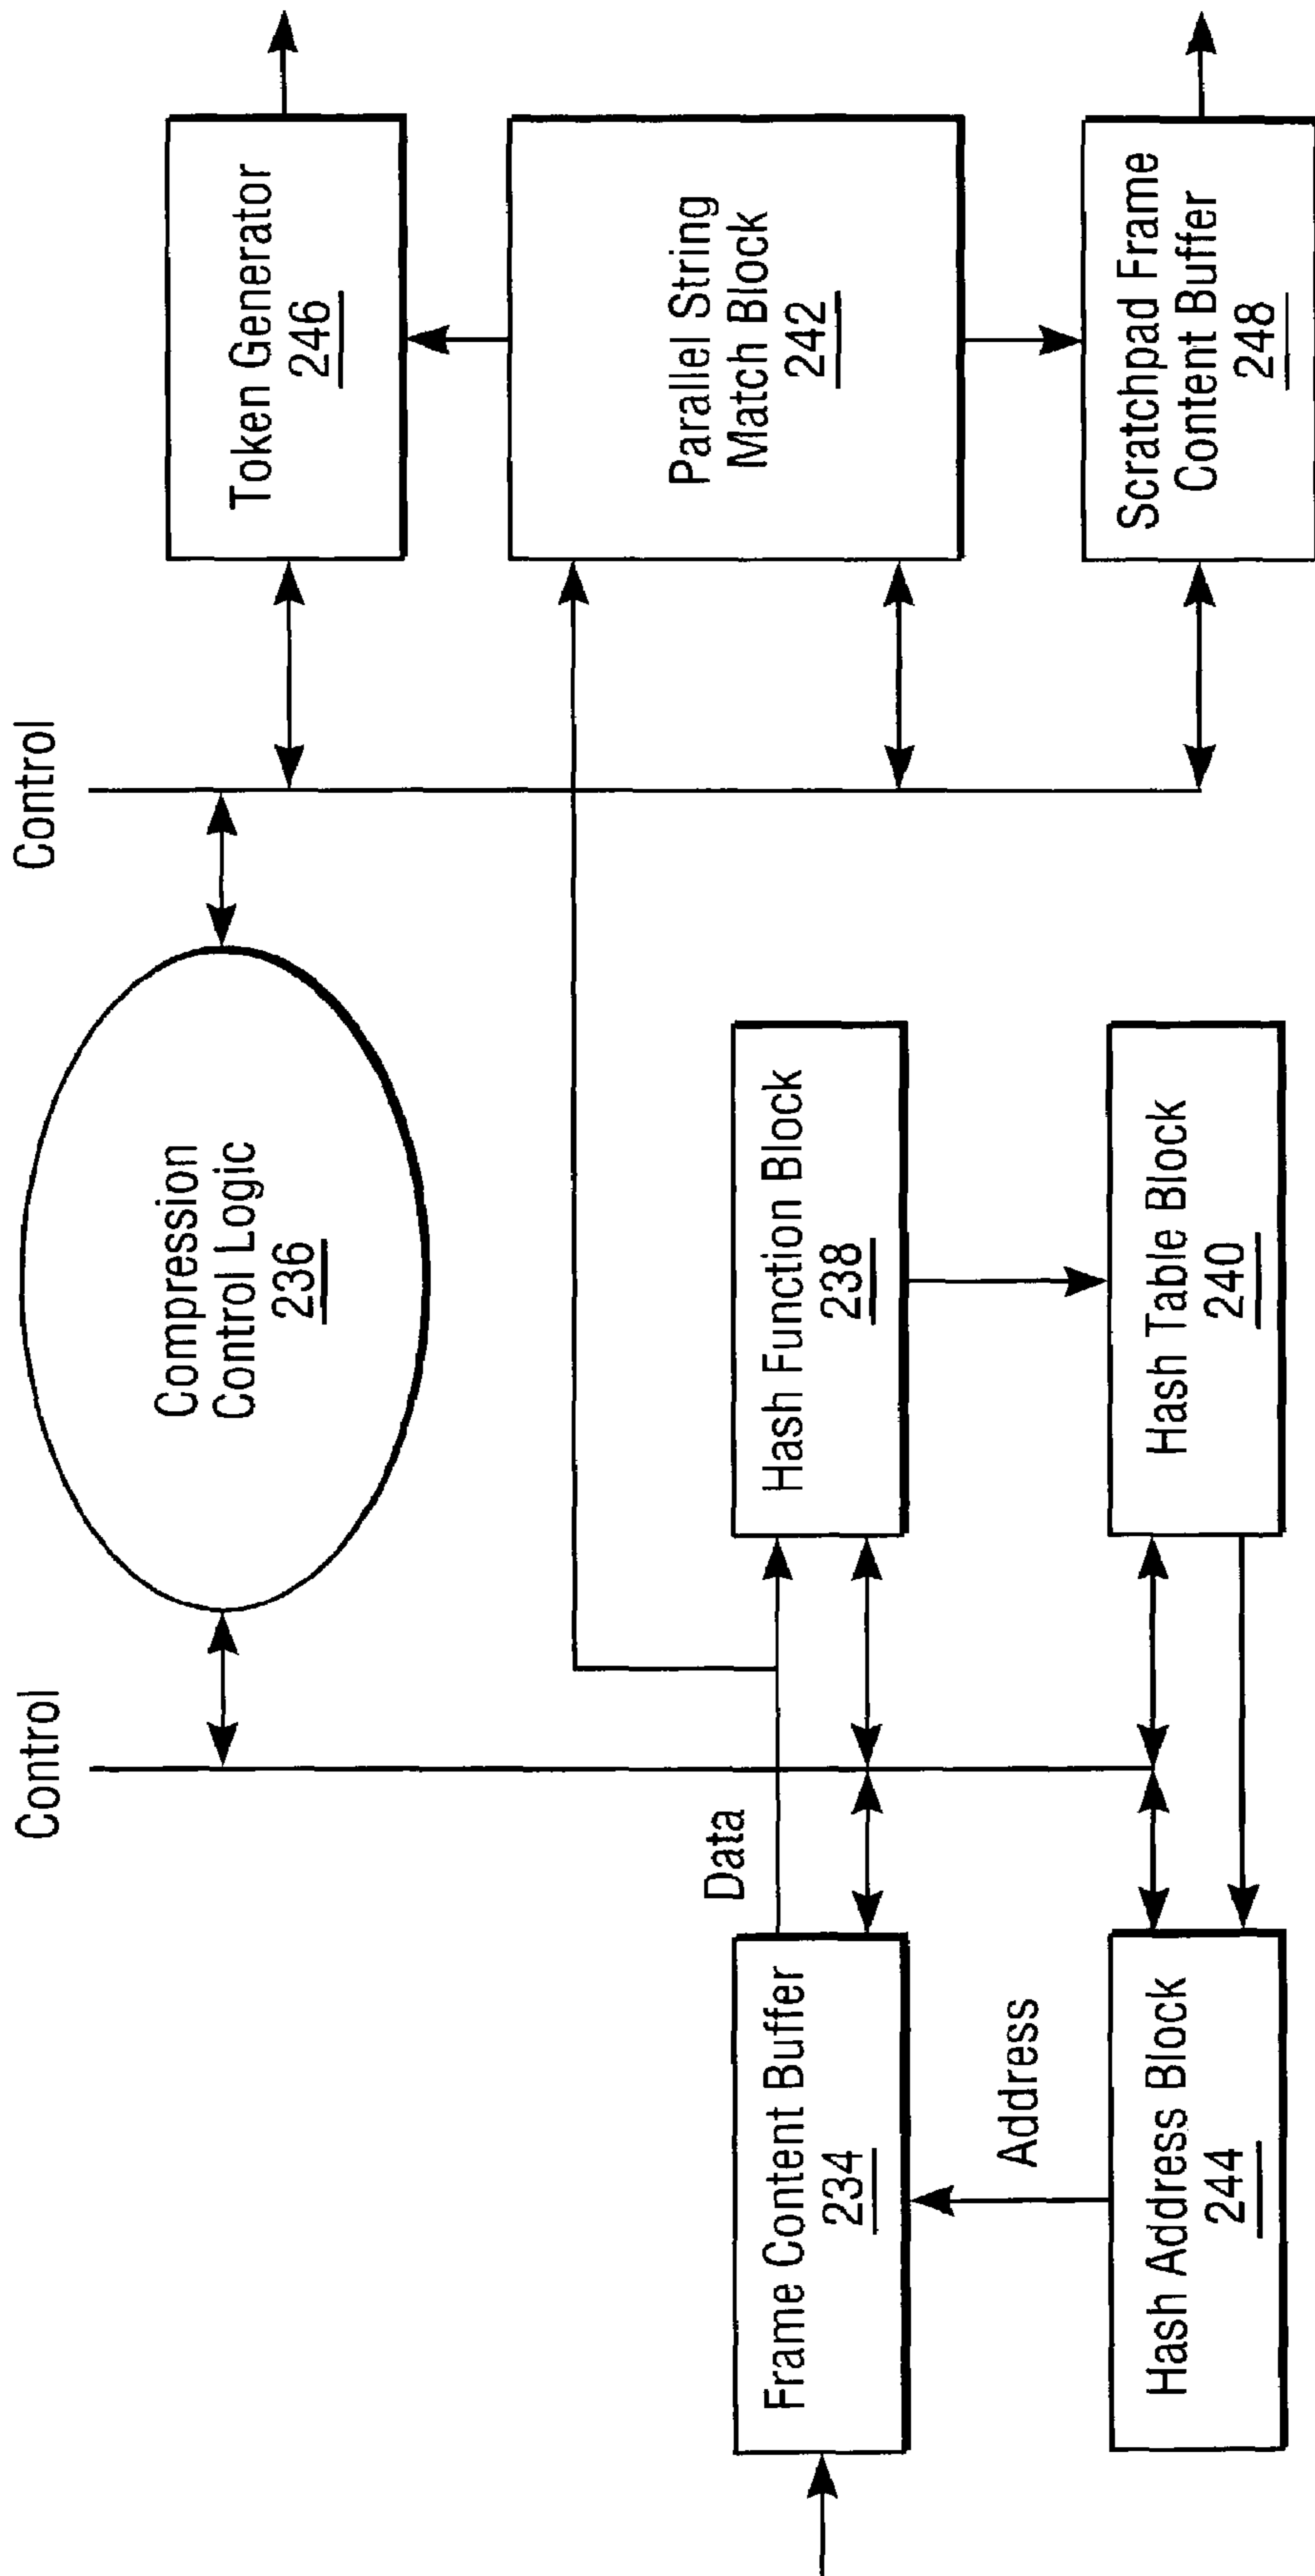 Control
Control
Compression
Control Logic
236
Token Generator
246
Data
Frame Content Buffer
234
Hash Function Block
238
Parallel String
Match Block
242
Address
Hash Address Block
244
Hash Table Block
240
Scratchpad Frame
Content Buffer
248